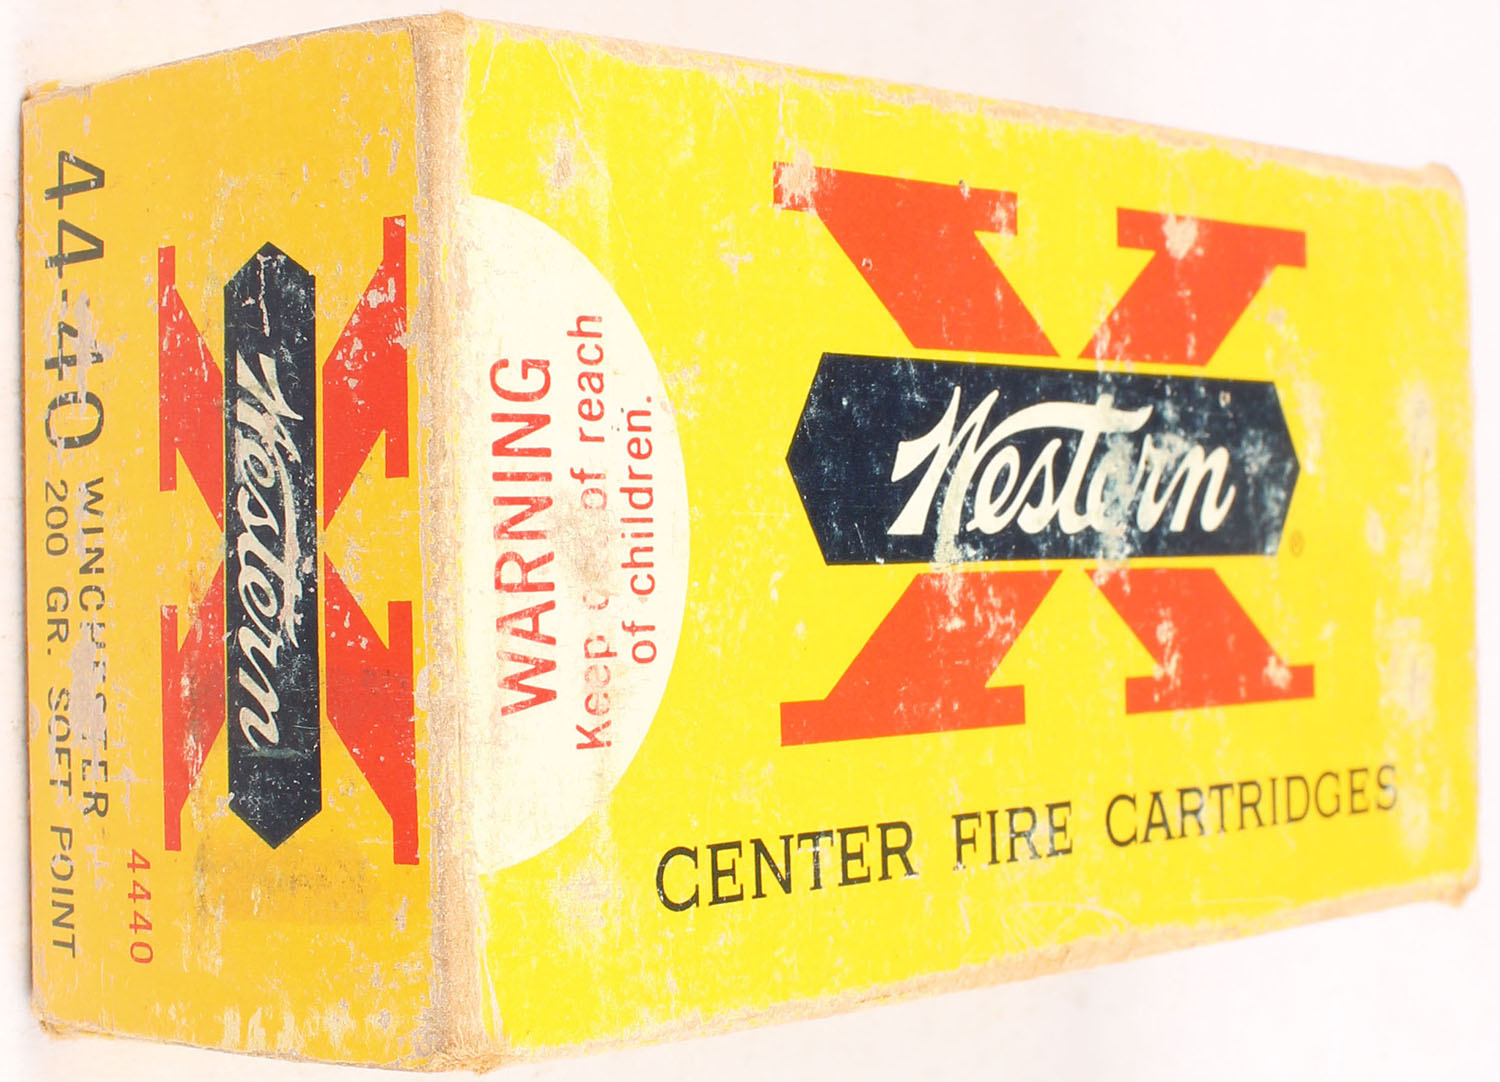 Western
®
CENTER FIRE CARTRIDGES
WARNING
Keep of reach
of children.
Western
4440
44-40 WINCHESTER
200 GR. SOFT POINT